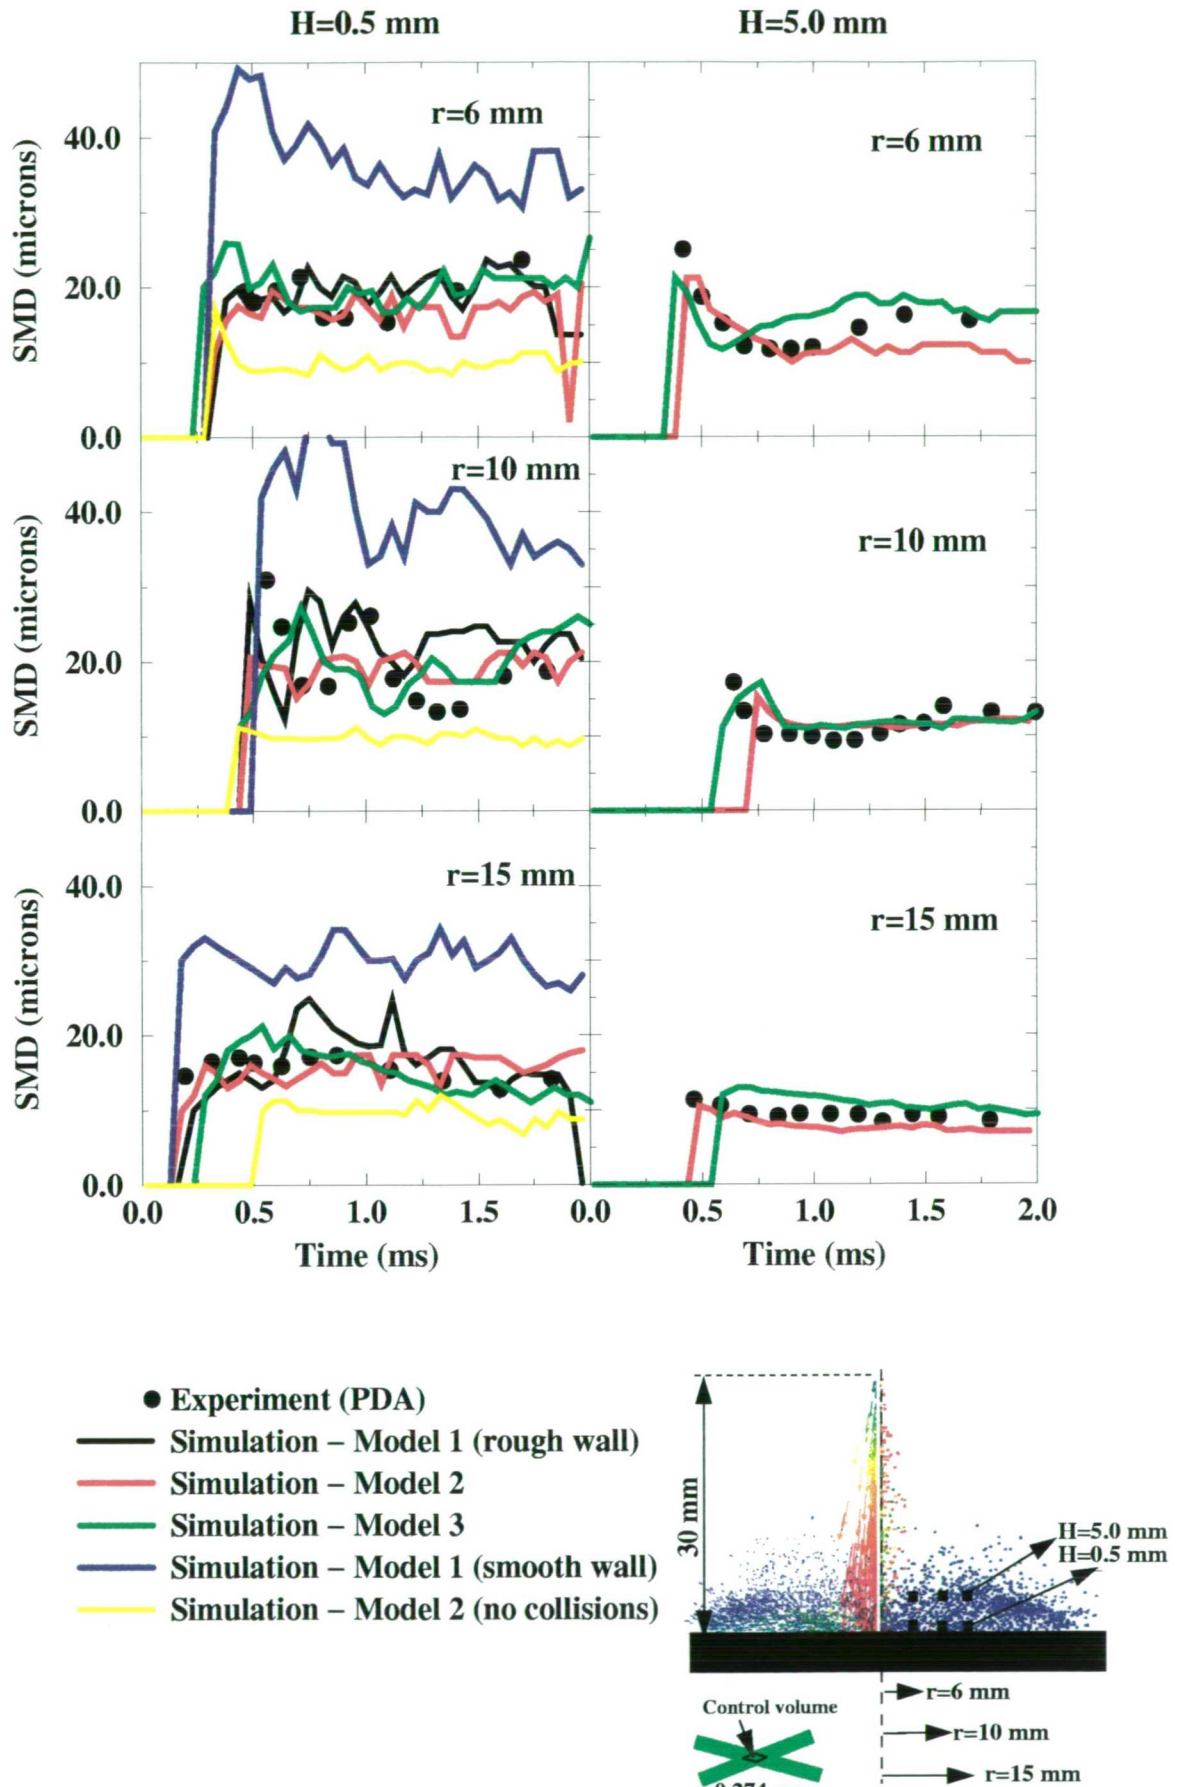 H=0.5 mm
H=5.0 mm
SMD (microns)
40.0
20.0
0.0
r=6 mm
r=6 mm
SMD (microns)
40.0
20.0
0.0
r=10 mm
r=10 mm
SMD (microns)
40.0
20.0
0.0
r=15 mm
r=15 mm
0.0 0.5 1.0 1.5 0.0 0.5 1.0 1.5 2.0
Time (ms)
Time (ms)
Experiment (PDA)
Simulation – Model 1 (rough wall)
Simulation – Model 2
Simulation – Model 3
Simulation – Model 1 (smooth wall)
Simulation – Model 2 (no collisions)
30 mm
H=5.0 mm
H=0.5 mm
r=6 mm
Control volume
r=10 mm
r=15 mm